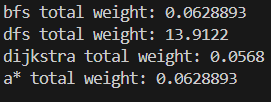 bfs total weight: 0.0628893
dfs total weight: 13.9122
dijkstra total weight: 0.0568
a* total weight: 0.0628893